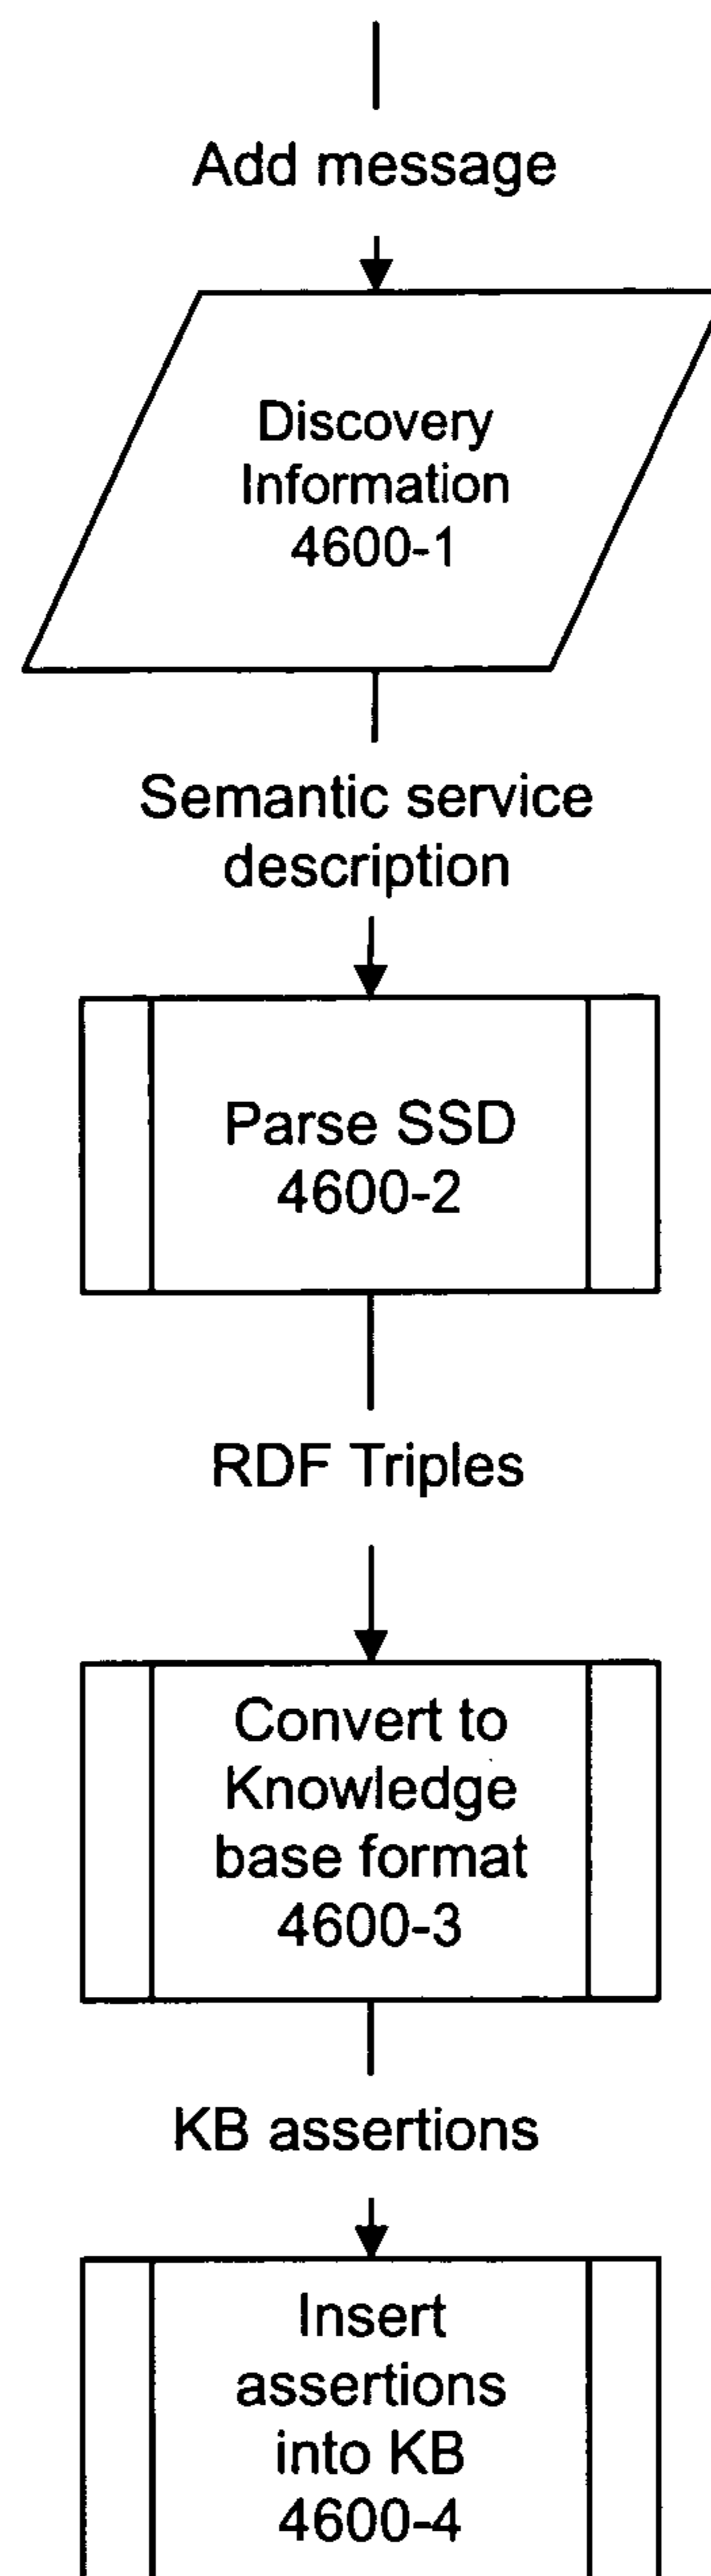 Add message
Discovery
Information
4600-1
Semantic service
description
Parse SSD
4600-2
RDF Triples
Convert to
Knowledge
base format
4600-3
KB assertions
Insert
assertions
into KB
4600-4